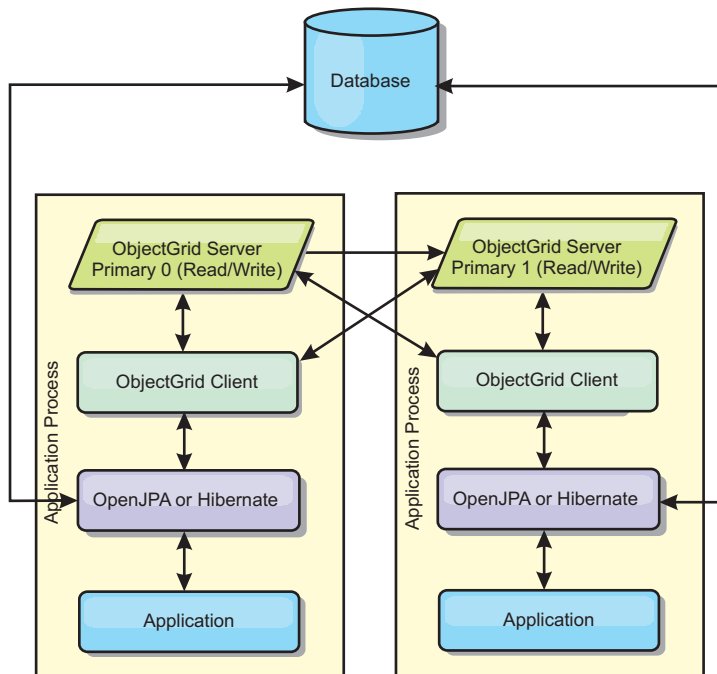 Database
ObjectGrid Server
Primary 0 (Read/Write)
ObjectGrid Client
OpenJPA or Hibernate
Application
Application Process
ObjectGrid Server
Primary 1 (Read/Write)
ObjectGrid Client
OpenJPA or Hibernate
Application
Application Process